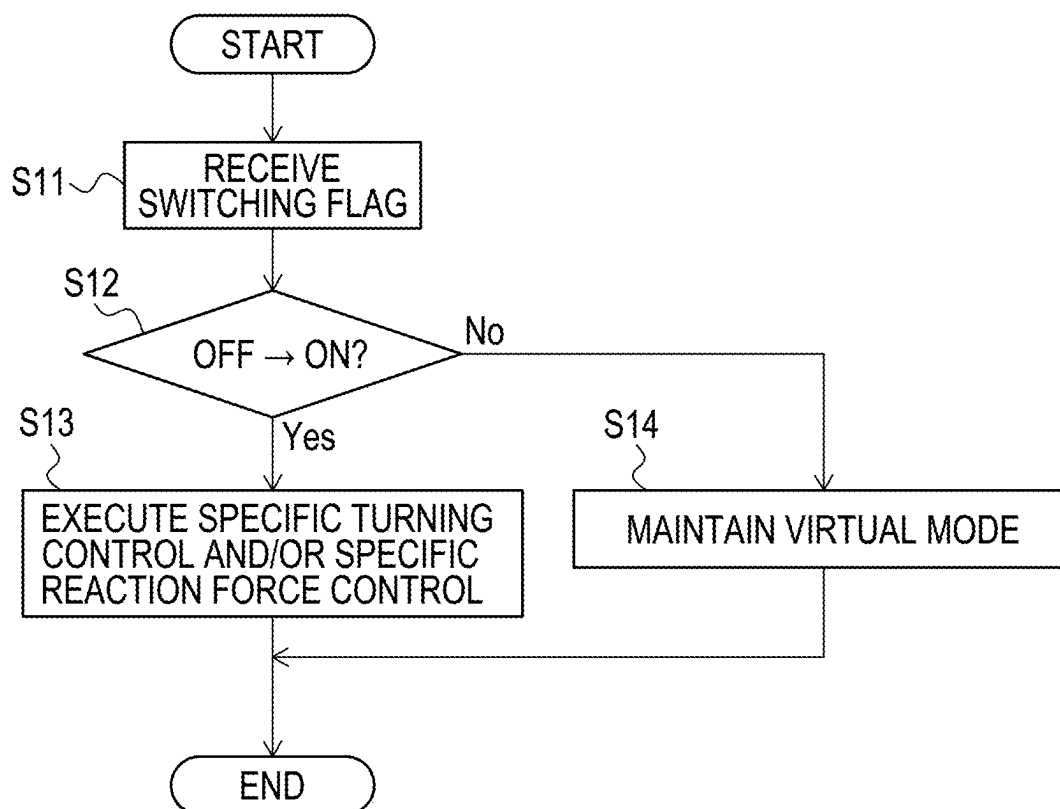 START
S11
RECEIVE
SWITCHING FLAG
S12
OFF → ON?
No
Yes
S13
EXECUTE SPECIFIC TURNING
CONTROL AND/OR SPECIFIC
REACTION FORCE CONTROL
S14
MAINTAIN VIRTUAL MODE
END